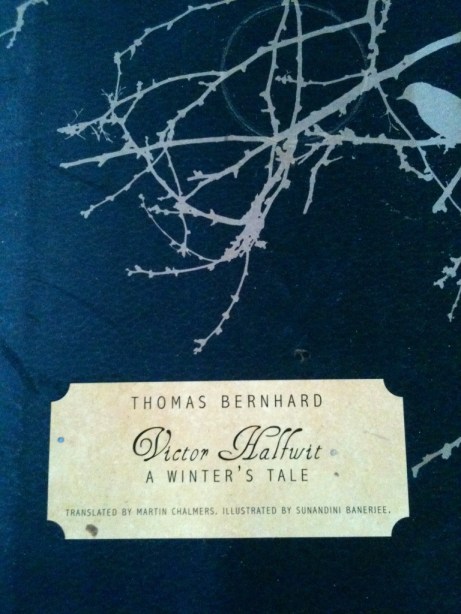 THOMAS BERNHARD
Victor Halfwit
A WINTER'S TALE
TRANSLATED BY MARTIN CHALMERS. ILLUSTRATED BY SUNANDINI BANERJEE.